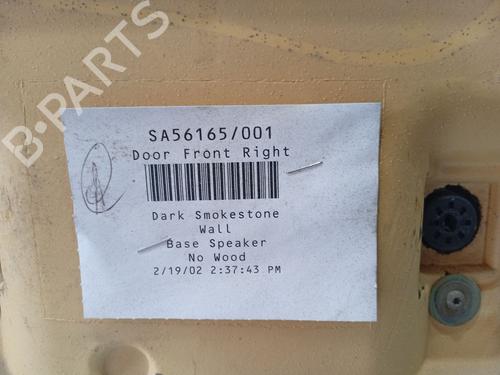 B-PARTS
SA56165/001
Door Front Right
Dark Smokestone
Wall
Base Speaker
No Wood
2/19/02 2:37:43 PM